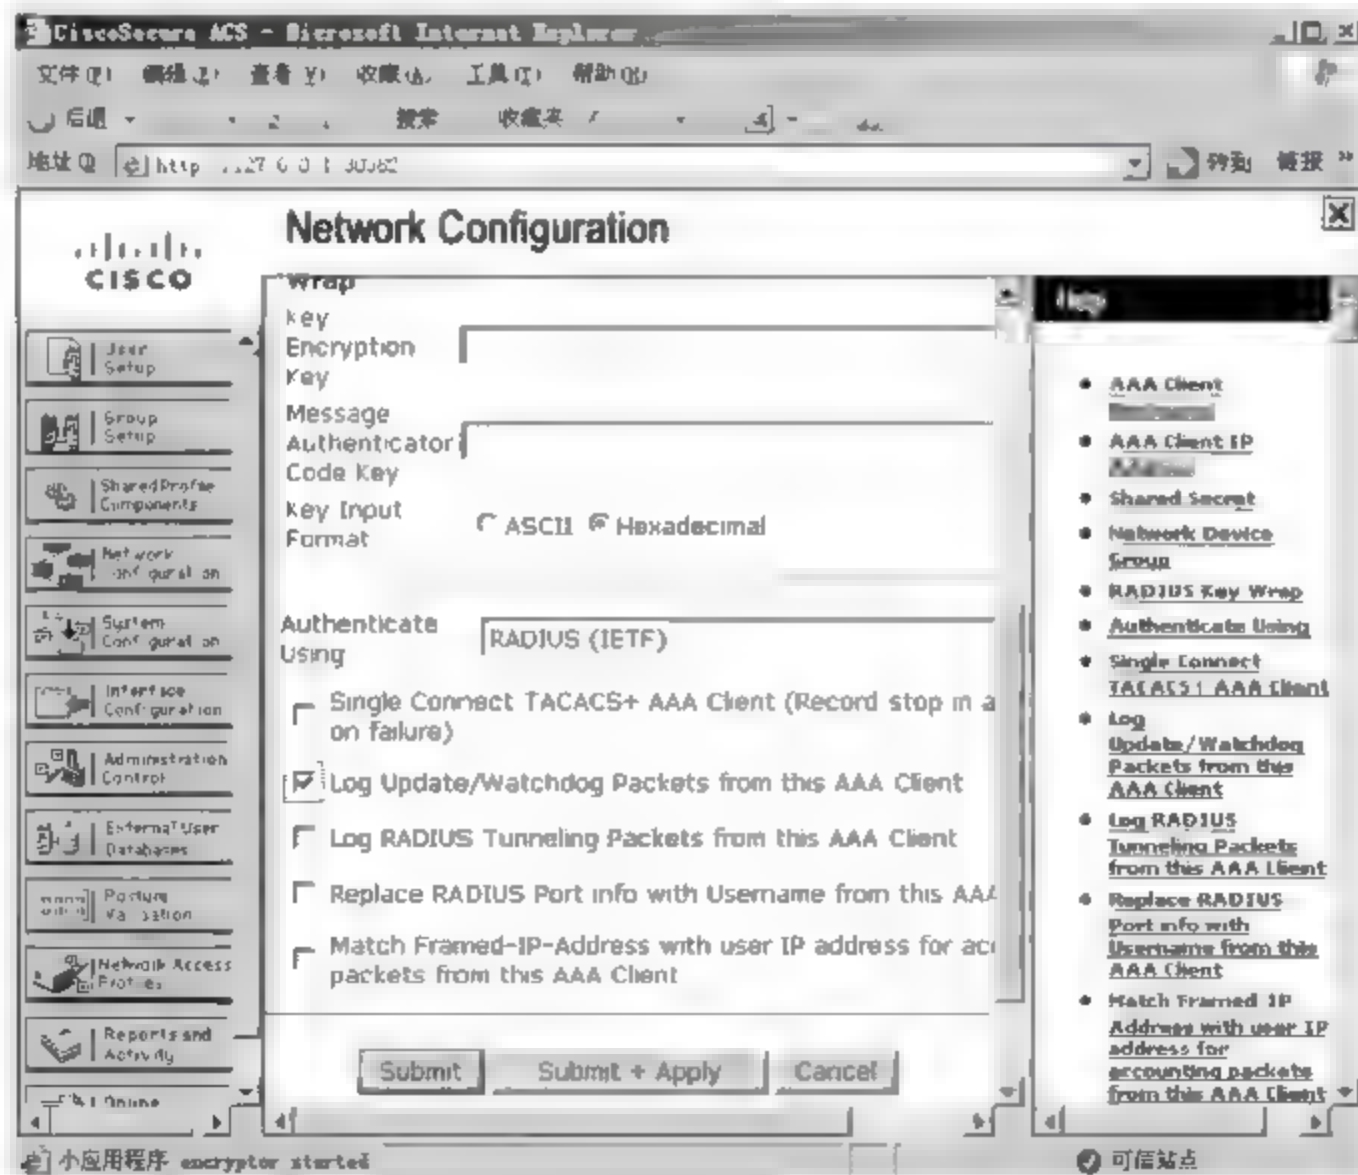 CiscoSecure ACS - Microsoft Internet Explorer
文件(F) 编辑(E) 查看(V) 收藏(A) 工具(T) 帮助(H)
后退 搜索 收藏夹
地址(D) http 转到 链接 »
CISCO
Network Configuration
User
Setup
Group
Setup
Shared Profile
Components
Network
Configuration
System
Configuration
Interface
Configuration
Administration
Control
External User
Databases
Posture
Validation
Network Access
Profiles
Reports and
Activity
Online
Wrap
Key
Encryption
Key
Message
Authenticator
Code Key
Key Input
Format
ASCII Hexadecimal
Authenticate
Using
RADIUS (IETF)
Single Connect TACACS+ AAA Client (Record stop in a
on failure)
Log Update/Watchdog Packets from this AAA Client
Log RADIUS Tunneling Packets from this AAA Client
Replace RADIUS Port info with Username from this AAA
Match Framed-IP-Address with user IP address for acc
packets from this AAA Client
Submit Submit + Apply Cancel
Help
AAA Client
AAA Client IP
Shared Secret
Network Device
Group
RADIUS Key Wrap
Authenticate Using
Single Connect
TACACS+ AAA Client
Log
Update/Watchdog
Packets from this
AAA Client
Log RADIUS
Tunneling Packets
from this AAA Client
Replace RADIUS
Port info with
Username from this
AAA Client
Match Framed-IP
Address with user IP
address for
accounting packets
from this AAA Client
小应用程序 encryptor started 可信站点